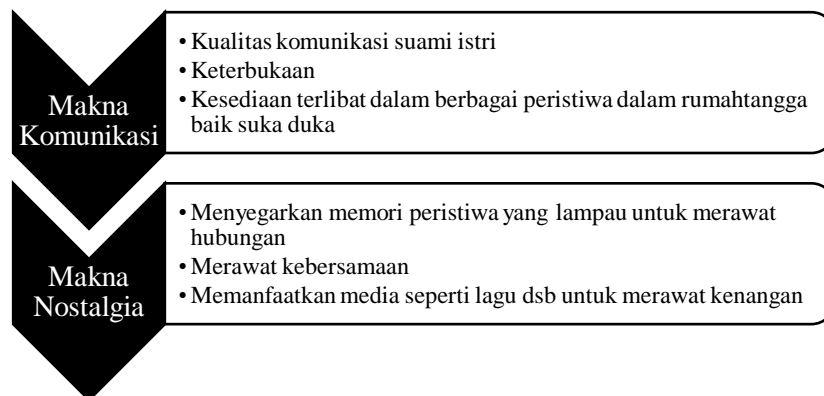 Makna
Komunikasi
• Kualitas komunikasi suami istri
• Keterbukaan
• Kesediaan terlibat dalam berbagai peristiwa dalam rumahtangga
baik suka duka
Makna
Nostalgia
• Menyegarkan memori peristiwa yang lampau untuk merawat
hubungan
• Merawat kebersamaan
• Memanfaatkan media seperti lagu dsb untuk merawat kenangan